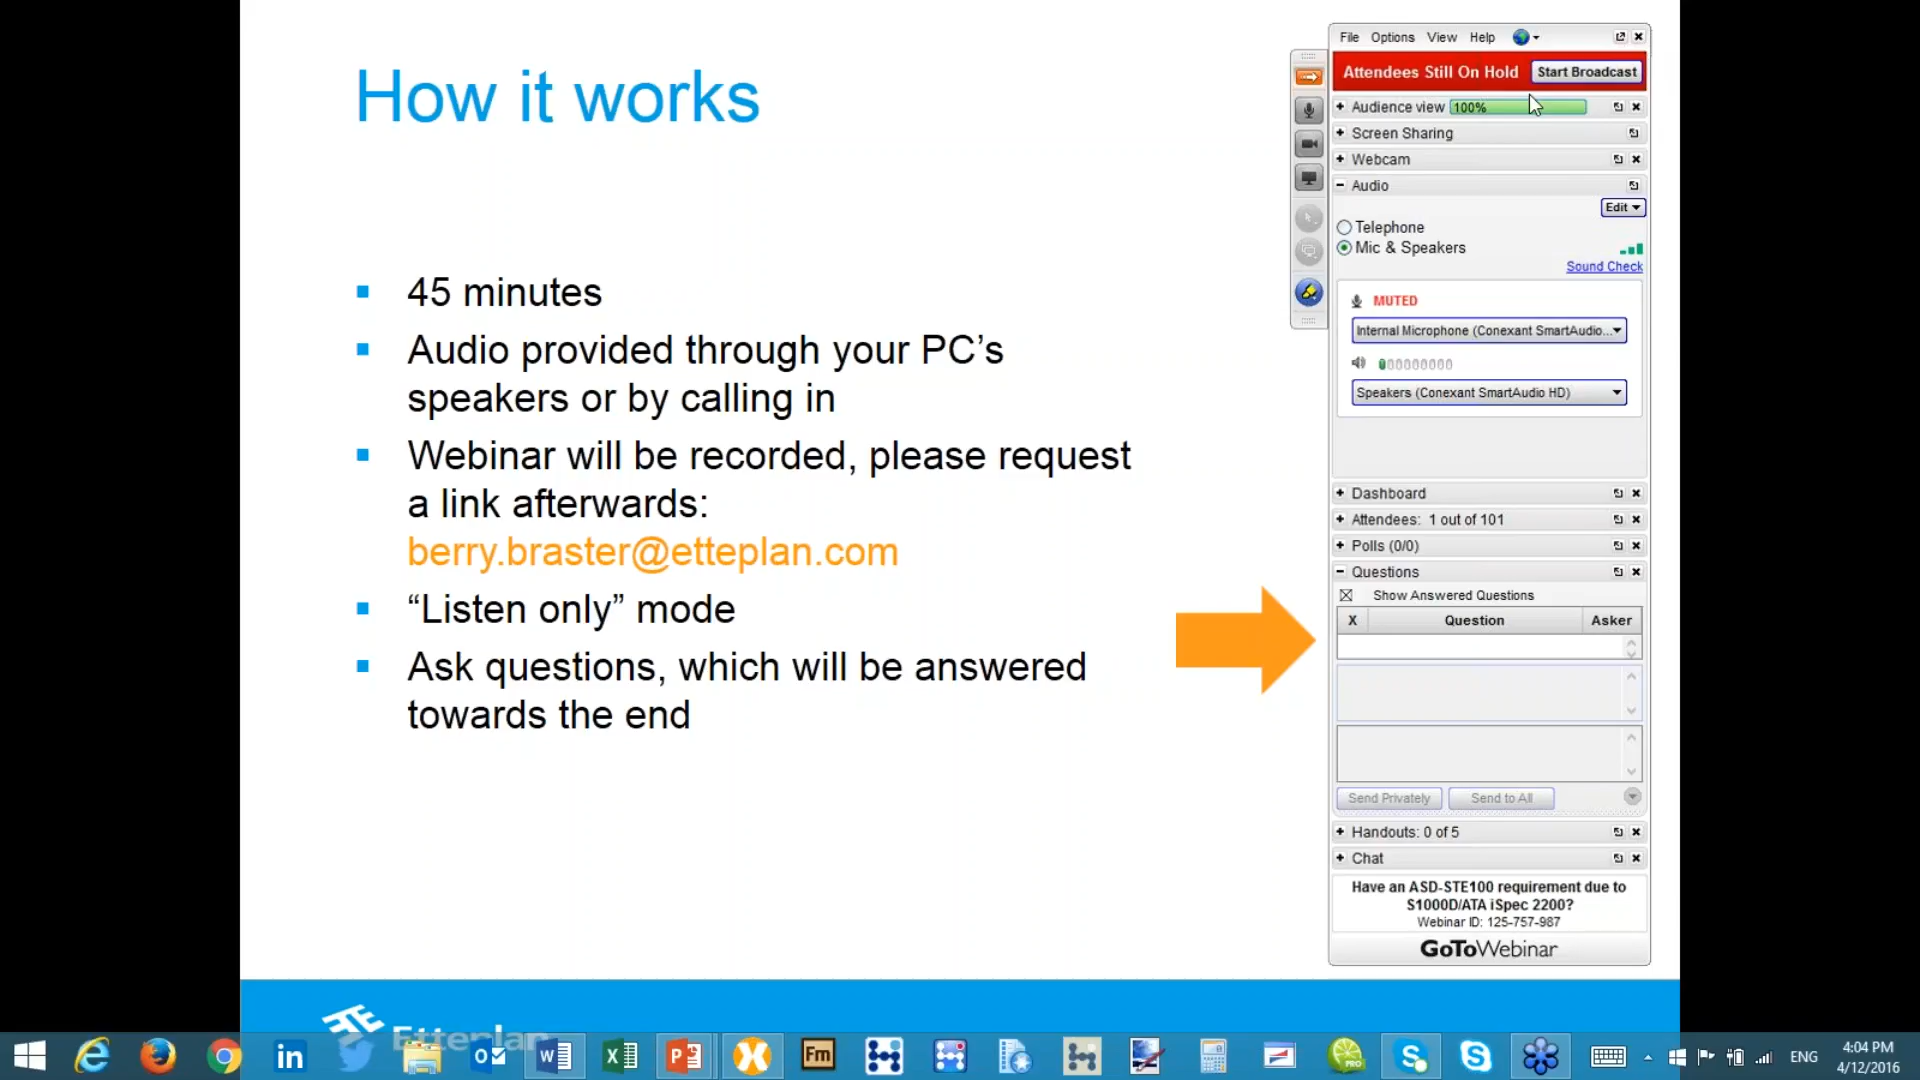 How it works
45 minutes
Audio provided through your PC’s
speakers or by calling in
Webinar will be recorded, please request
a link afterwards:
berry.braster@etteplan.com
“Listen only” mode
Ask questions, which will be answered
towards the end
File Options View Help
Attendees Still On Hold Start Broadcast
Audience view 100%
Screen Sharing
Webcam
Audio
Edit
Telephone
Mic & Speakers
Sound Check
MUTED
Internal Microphone (Conexant SmartAudio...
Speakers (Conexant SmartAudio HD)
Dashboard
Attendees: 1 out of 101
Polls (0/0)
Questions
Show Answered Questions
X Question Asker
Send Privately Send to All
Handouts: 0 of 5
Chat
Have an ASD-STE100 requirement due to
S1000D/ATA iSpec 2200?
Webinar ID: 125-757-987
GoToWebinar
Etteplan
in
Fm
PRO
ENG
4:04 PM
4/12/2016